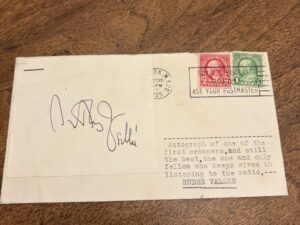 ASK YOUR POSTMASTER
Vallée
Autograph of one of the
first crooners, and still
the best, the one and only
fellow who keeps wives in
listening to the radio,---
RUDEE VALLEE